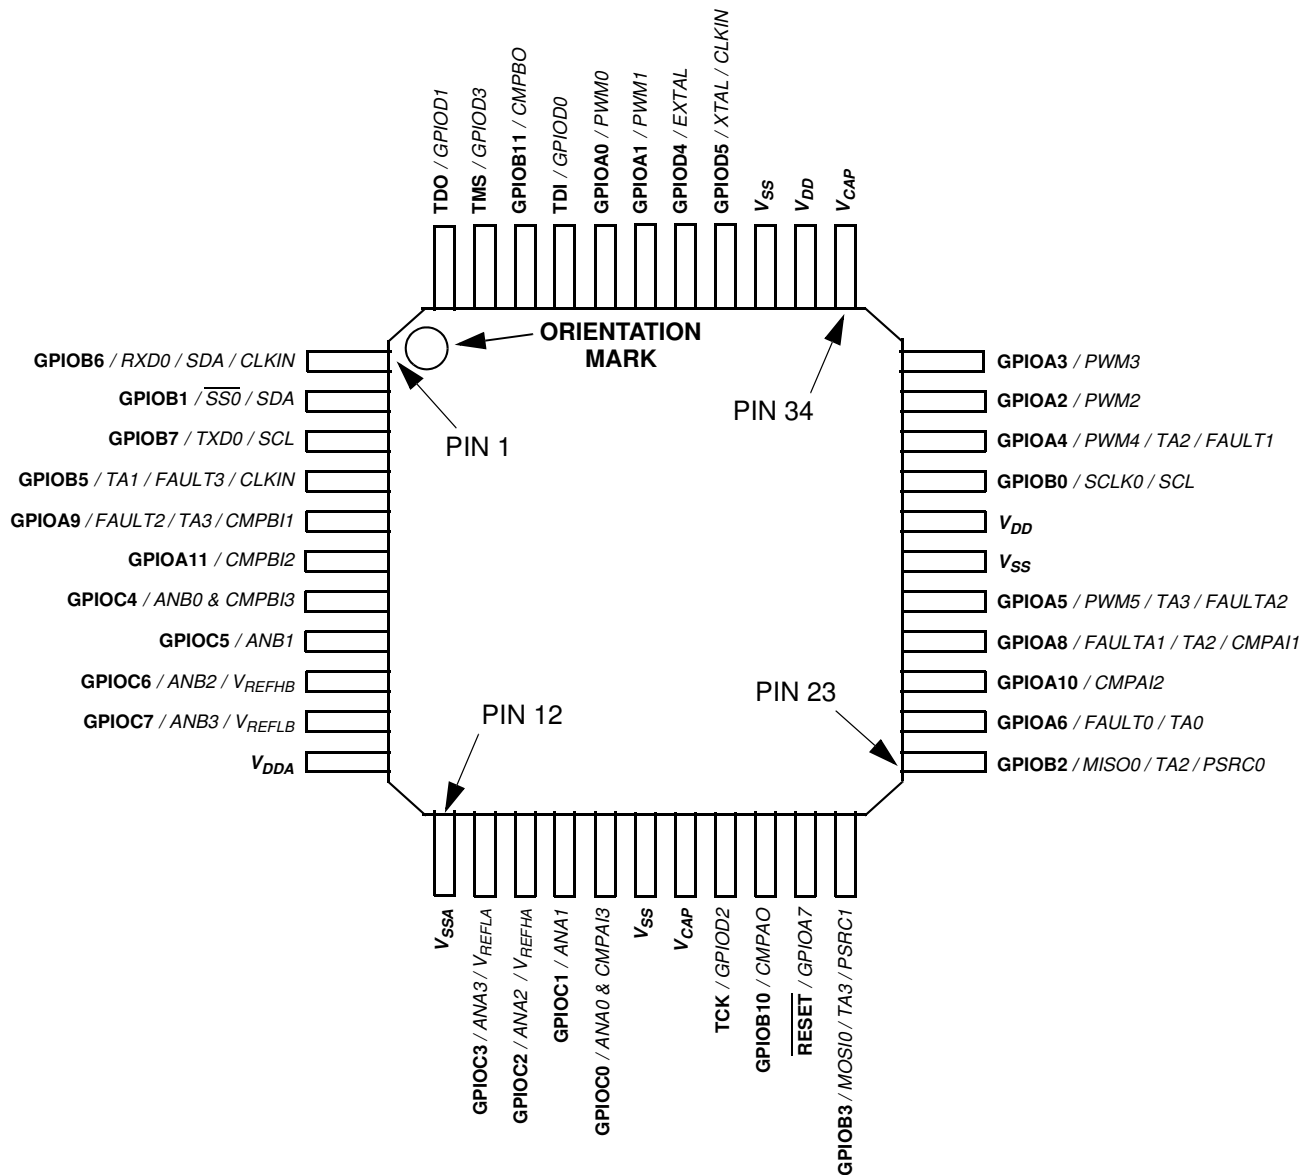 TDO / GPIOD1
TMS / GPIOD3
GPIOB11 / CMPBO
TDI / GPIOD0
GPIOA0 / PWM0
GPIOA1 / PWM1
GPIOD4 / EXTAL
GPIOD5 / XTAL / CLKIN
VSS
VDD
VCAP
ORIENTATION
MARK
PIN 1
PIN 34
PIN 12
PIN 23
GPIOB6 / RXD0 / SDA / CLKIN
GPIOB1 / S̅S̅0̅ / SDA
GPIOB7 / TXD0 / SCL
GPIOB5 / TA1 / FAULT3 / CLKIN
GPIOA9 / FAULT2 / TA3 / CMPBI1
GPIOA11 / CMPBI2
GPIOC4 / ANB0 & CMPBI3
GPIOC5 / ANB1
GPIOC6 / ANB2 / VREFHB
GPIOC7 / ANB3 / VREFLB
VDDA
GPIOA3 / PWM3
GPIOA2 / PWM2
GPIOA4 / PWM4 / TA2 / FAULT1
GPIOB0 / SCLK0 / SCL
VDD
VSS
GPIOA5 / PWM5 / TA3 / FAULTA2
GPIOA8 / FAULTA1 / TA2 / CMPAI1
GPIOA10 / CMPAI2
GPIOA6 / FAULT0 / TA0
GPIOB2 / MISO0 / TA2 / PSRC0
VSSA
GPIOC3 / ANA3 / VREFLA
GPIOC2 / ANA2 / VREFHA
GPIOC1 / ANA1
GPIOC0 / ANA0 & CMPAI3
VSS
VCAP
TCK / GPIOD2
GPIOB10 / CMPAO
R̅E̅S̅E̅T̅ / GPIOA7
GPIOB3 / MOSI0 / TA3 / PSRC1